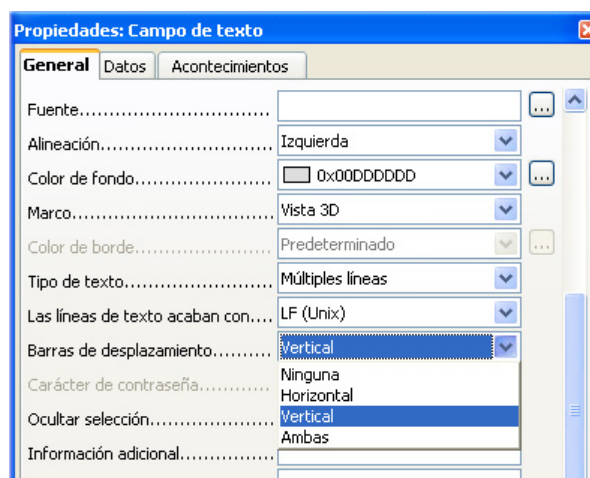 Propiedades: Campo de texto
General Datos Acontecimientos
Fuente................................ ...
Alineación............................. Izquierda
Color de fondo....................... 0x00DDDDDD ...
Marco.................................. Vista 3D
Color de borde....................... Predeterminado ...
Tipo de texto......................... Múltiples líneas
Las líneas de texto acaban con.... LF (Unix)
Barras de desplazamiento.......... Vertical
Carácter de contraseña............ Ninguna
Horizontal
Ocultar selección..................... Vertical
Ambas
Información adicional................